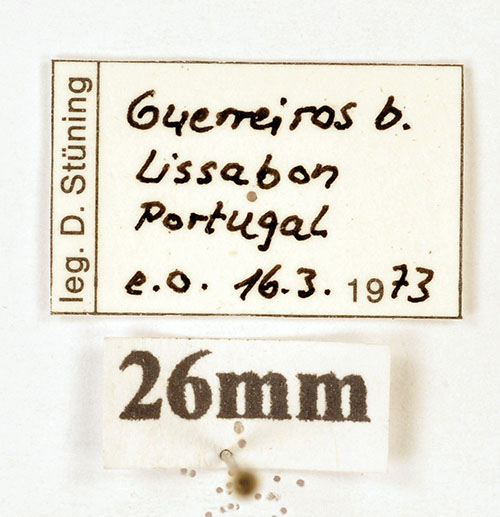 leg. D. Stüning
Guerreiros b.
Lissabon
Portugal
e.o. 16.3. 1973
26mm